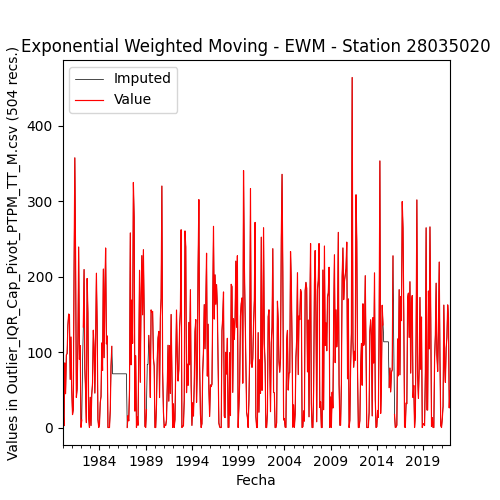 Exponential Weighted Moving - EWM - Station 28035020
Imputed
Value
Values in Outlier_IQR_Cap_Pivot_PTPM_TT_M.csv (504 recs.)
400
300
200
100
0
1984 1989 1994 1999 2004 2009 2014 2019
Fecha